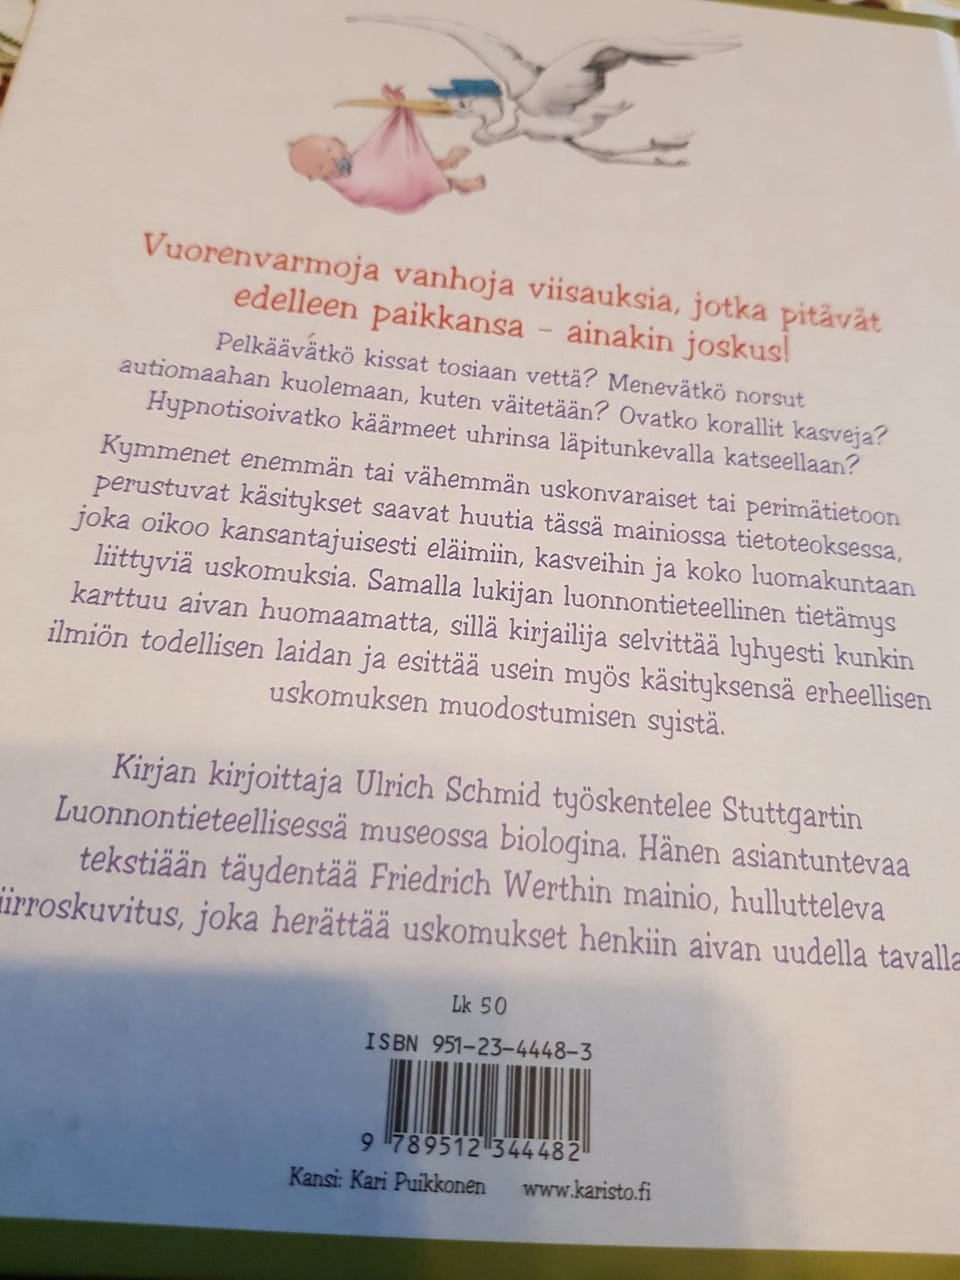 Vuorenvarmoja vanhoja viisauksia, jotka pitävät
edelleen paikkansa – ainakin joskus!
Pelkäävätkö kissat tosiaan vettä? Menevätkö norsut
autiomaahan kuolemaan, kuten väitetään? Ovatko korallit kasveja?
Hypnotisoivatko käärmeet uhrinsa läpitunkevalla katseellaan?
Kymmenet enemmän tai vähemmän uskonvaraiset tai perimätietoon
perustuvat käsitykset saavat huutia tässä mainiossa tietoteoksessa,
joka oikoo kansantajuisesti eläimiin, kasveihin ja koko luomakuntaan
liittyviä uskomuksia. Samalla lukijan luonnontieteellinen tietämys
karttuu aivan huomaamatta, sillä kirjailija selvittää lyhyesti kunkin
ilmiön todellisen laidan ja esittää usein myös käsityksensä erheellisen
uskomuksen muodostumisen syistä.
Kirjan kirjoittaja Ulrich Schmid työskentelee Stuttgartin
Luonnontieteellisessä museossa biologina. Hänen asiantuntevaa
tekstiään täydentää Friedrich Werthin mainio, hullutteleva
iirroskuvitus, joka herättää uskomukset henkiin aivan uudella tavalla
Lk 50
ISBN 951-23-4448-3
9 789512 344482
Kansi: Kari Puikkonen www.karisto.fi